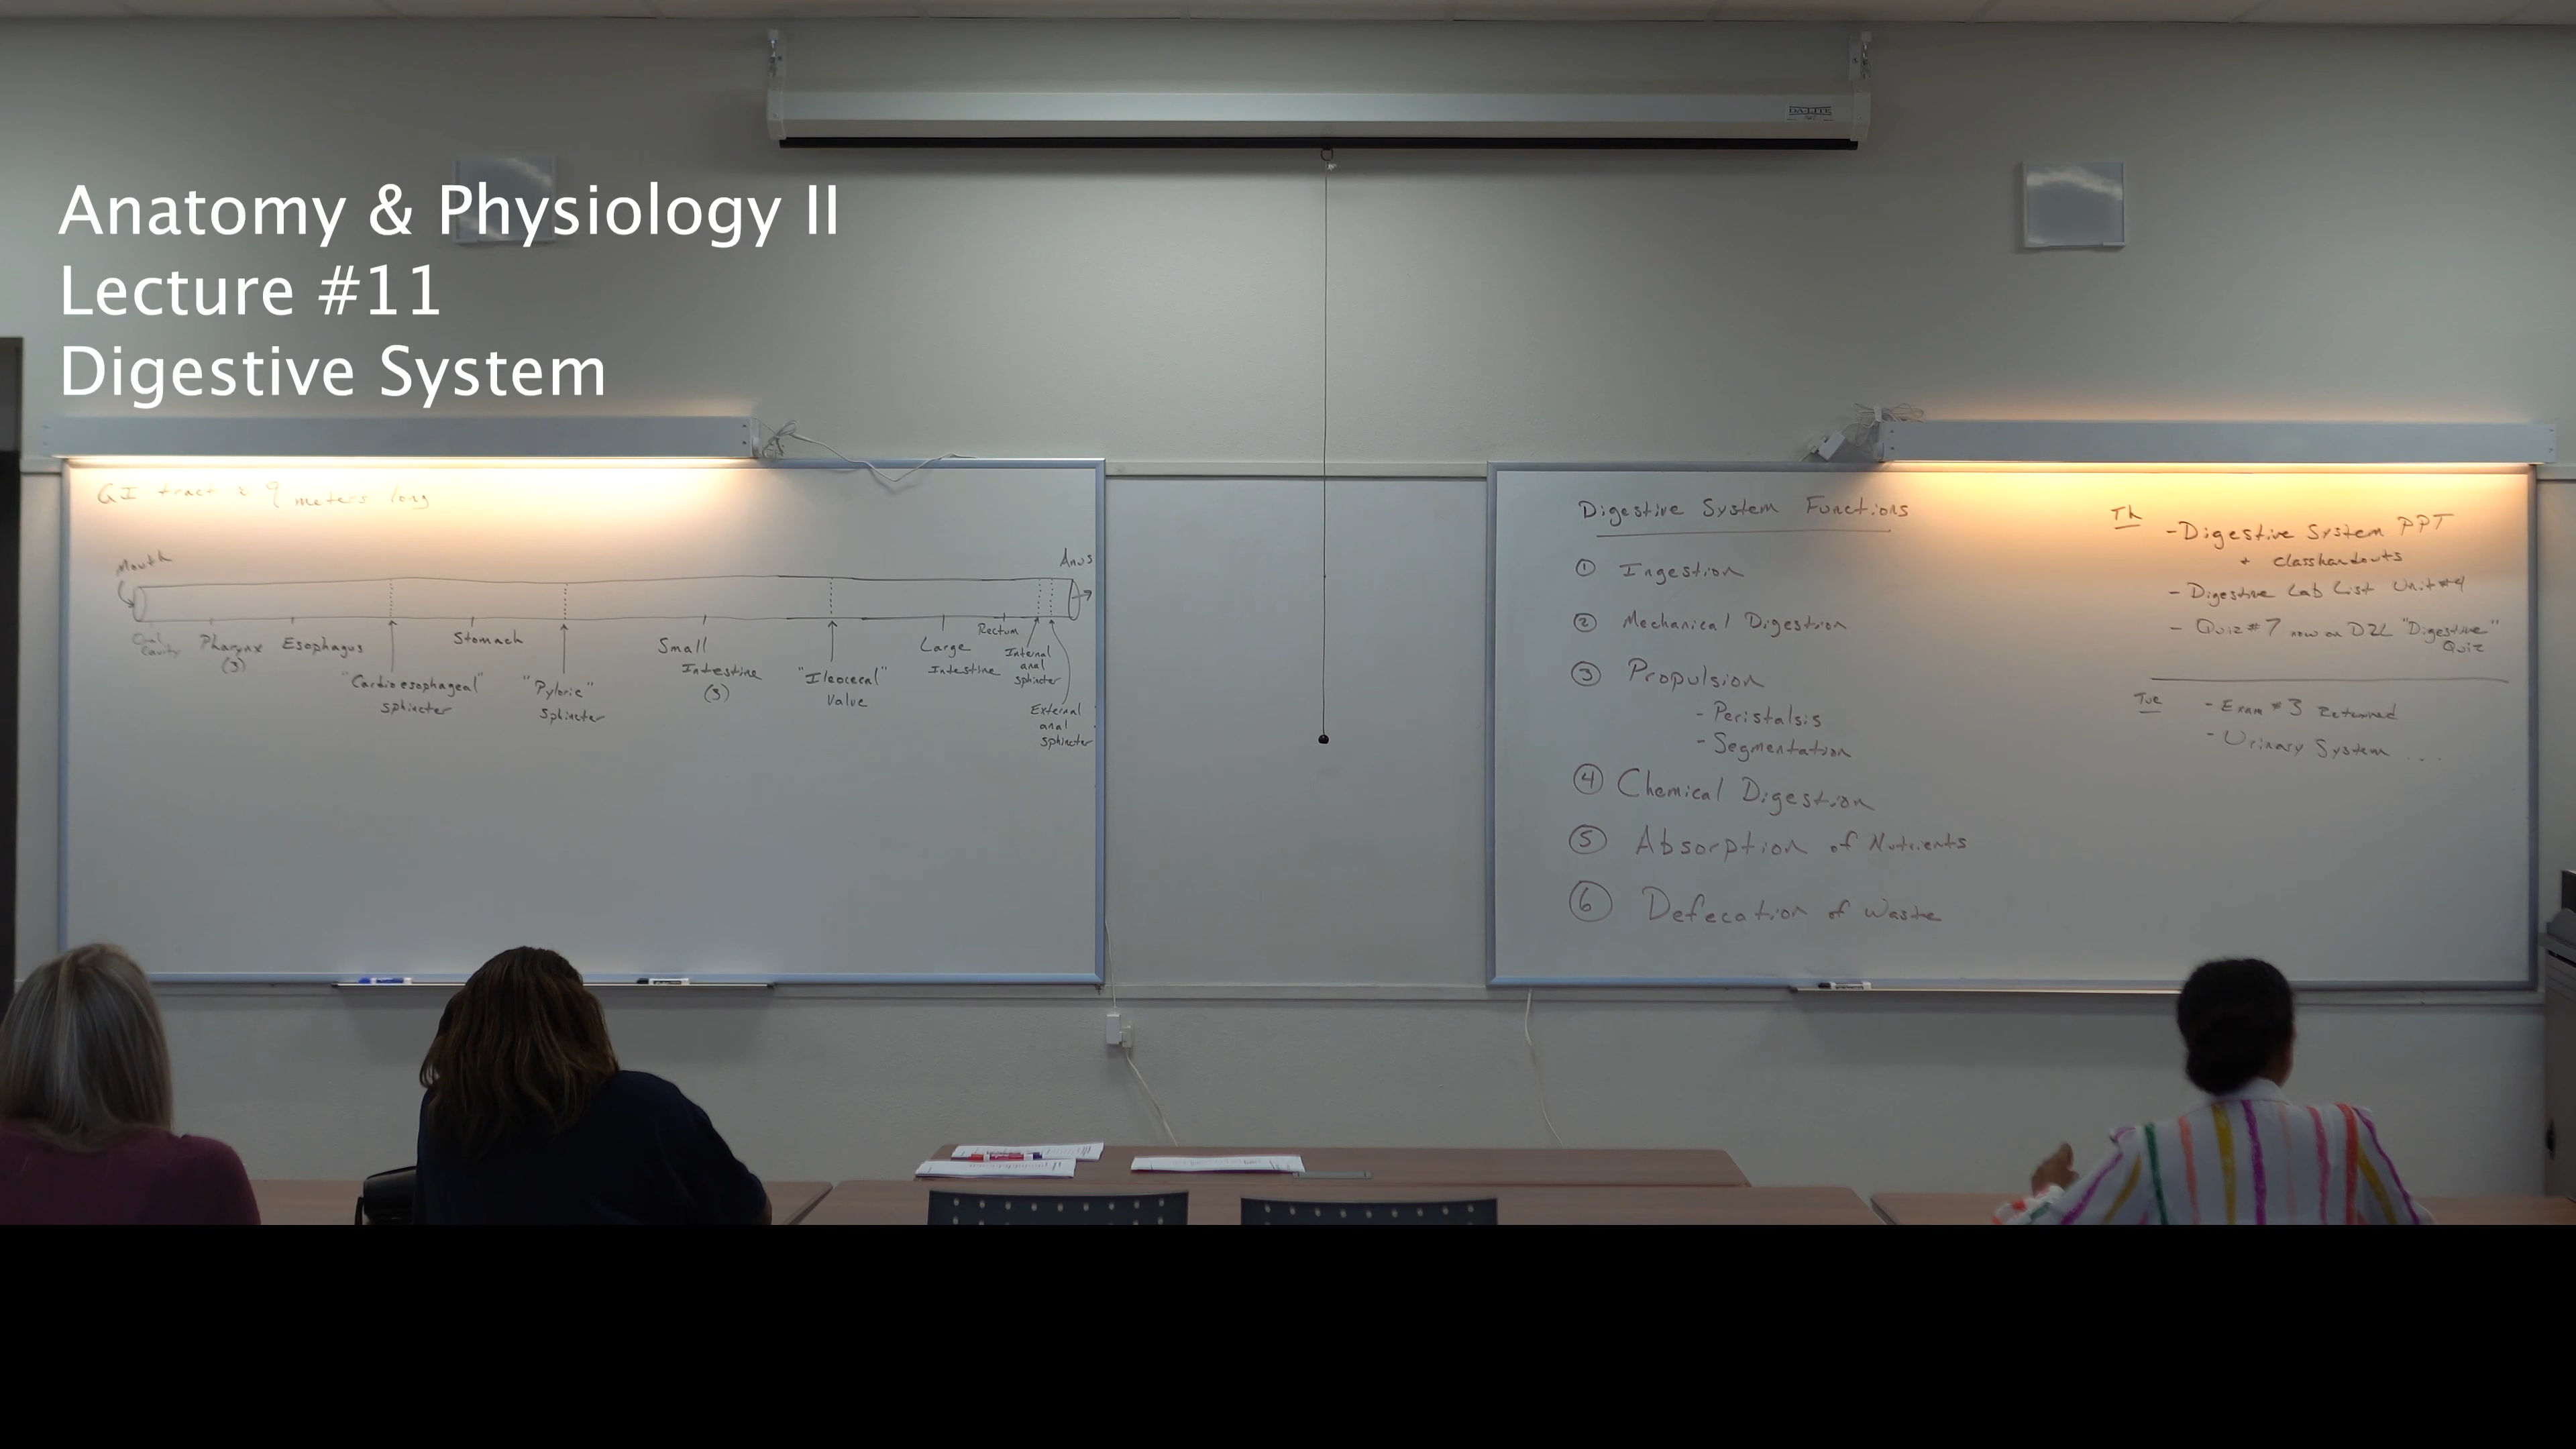 DA-LITE
Anatomy & Physiology II
Lecture #11
Digestive System
GI tract ≈ 9 meters long
Mouth
Anus
Oral
Cavity
Pharynx
(3)
Esophagus
"Cardioesophageal"
sphincter
Stomach
"Pyloric"
sphincter
Small
Intestine
(3)
"Ileocecal"
Valve
Large
Intestine
Rectum
Internal
anal
sphincter
External
anal
sphincter
Digestive System Functions
① Ingestion
② Mechanical Digestion
③ Propulsion
- Peristalsis
- Segmentation
④ Chemical Digestion
⑤ Absorption of Nutrients
⑥ Defecation of Waste
Th
- Digestive System PPT
+ class handouts
- Digestive Lab List Unit #4
- Quiz #7 now on D2L "Digestive"
Quiz
Tue
- Exam #3 Returned
- Urinary System ....